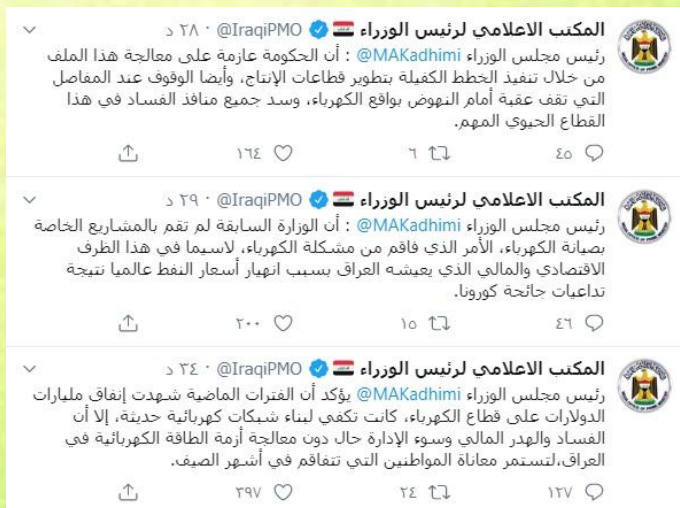 المكتب الاعلامي لرئيس الوزراء @IraqiPMO · ٢٨ د
رئيس مجلس الوزراء @MAKadhimi : أن الحكومة عازمة على معالجة هذا الملف
من خلال تنفيذ الخطط الكفيلة بتطوير قطاعات الإنتاج، وأيضا الوقوف عند المفاصل
التي تقف عقبة أمام النهوض بواقع الكهرباء، وسد جميع منافذ الفساد في هذا
القطاع الحيوي المهم.
٤٥ ٦ ١٦٤
المكتب الاعلامي لرئيس الوزراء @IraqiPMO · ٢٩ د
رئيس مجلس الوزراء @MAKadhimi : أن الوزارة السابقة لم تقم بالمشاريع الخاصة
بصيانة الكهرباء، الأمر الذي فاقم من مشكلة الكهرباء، لاسيما في هذا الظرف
الاقتصادي والمالي الذي يعيشه العراق بسبب انهيار أسعار النفط عالميا نتيجة
تداعيات جائحة كورونا.
٤٦ ١٥ ٢٠٠
المكتب الاعلامي لرئيس الوزراء @IraqiPMO · ٣٤ د
رئيس مجلس الوزراء @MAKadhimi يؤكد أن الفترات الماضية شهدت إنفاق مليارات
الدولارات على قطاع الكهرباء، كانت تكفي لبناء شبكات كهربائية حديثة، إلا أن
الفساد والهدر المالي وسوء الإدارة حال دون معالجة أزمة الطاقة الكهربائية في
العراق،لتستمر معاناة المواطنين التي تتفاقم في أشهر الصيف.
١٢٧ ٢٤ ٣٩٧